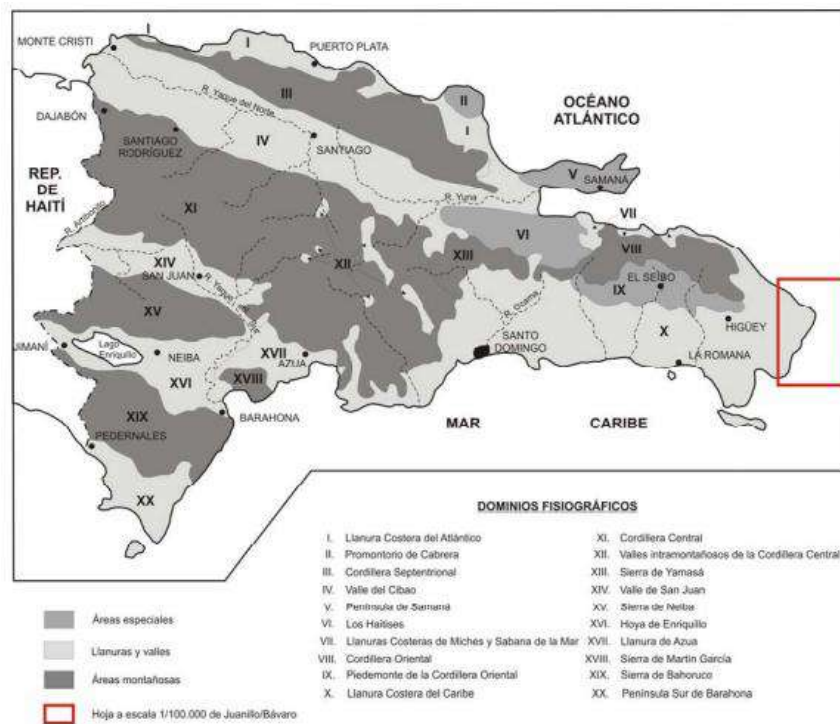 I
MONTE CRISTI
I
PUERTO PLATA
III
II
OCÉANO
ATLÁNTICO
DAJABÓN
R. Yaque del Norte
I
SANTIAGO
RODRÍGUEZ
IV
SANTIAGO
REP.
DE
HAITÍ
V
SAMANÁ
R. Yuna
VII
XI
R. Artibonito
VI
VIII
XIV
XII
XIII
SAN JUAN
EL SEÍBO
IX
XV
R. Ozama
HIGÜEY
Lago
Enriquillo
SANTO
DOMINGO
X
JIMANÍ
NEIBA
XVII
AZUA
LA ROMANA
XVI
XVIII
XIX
BARAHONA
MAR
CARIBE
PEDERNALES
XX
DOMINIOS FISIOGRÁFICOS
I. Llanura Costera del Atlántico
II. Promontorio de Cabrera
III. Cordillera Septentrional
IV. Valle del Cibao
V. Península de Samaná
VI. Los Haitises
VII. Llanuras Costeras de Miches y Sabana de la Mar
VIII. Cordillera Oriental
IX. Piedemonte de la Cordillera Oriental
X. Llanura Costera del Caribe
XI. Cordillera Central
XII. Valles intramontañosos de la Cordillera Central
XIII. Sierra de Yamasá
XIV. Valle de San Juan
XV. Sierra de Neiba
XVI. Hoya de Enriquillo
XVII. Llanura de Azua
XVIII. Sierra de Martín García
XIX. Sierra de Bahoruco
XX. Península Sur de Barahona
Áreas especiales
Llanuras y valles
Áreas montañosas
Hoja a escala 1/100.000 de Juanillo/Bávaro